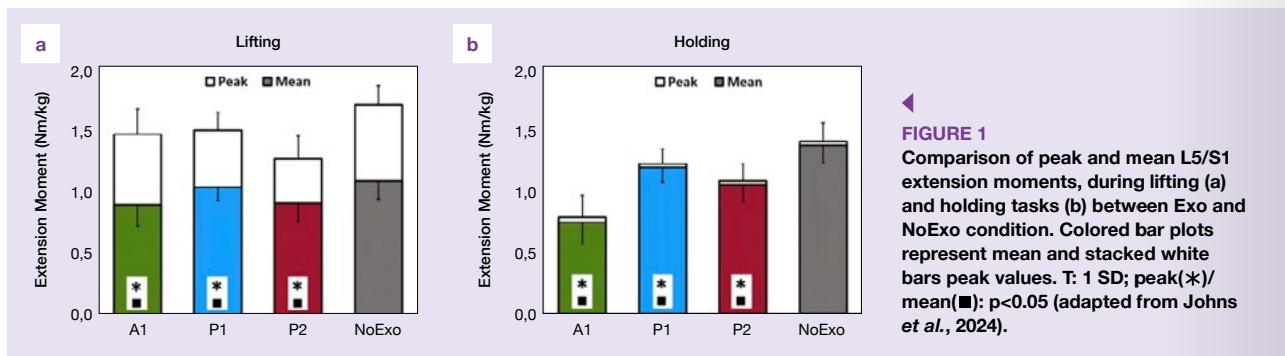 a
Lifting
Extension Moment (Nm/kg)
2,0
1,5
1,0
0,5
0,0
Peak Mean
*
■
*
■
*
■
A1 P1 P2 NoExo
b
Holding
Extension Moment (Nm/kg)
2,0
1,5
1,0
0,5
0,0
Peak Mean
*
■
*
■
*
■
A1 P1 P2 NoExo
FIGURE 1
Comparison of peak and mean L5/S1
extension moments, during lifting (a)
and holding tasks (b) between Exo and
NoExo condition. Colored bar plots
represent mean and stacked white
bars peak values. T: 1 SD; peak(*)/
mean(■): p<0.05 (adapted from Johns
et al., 2024).